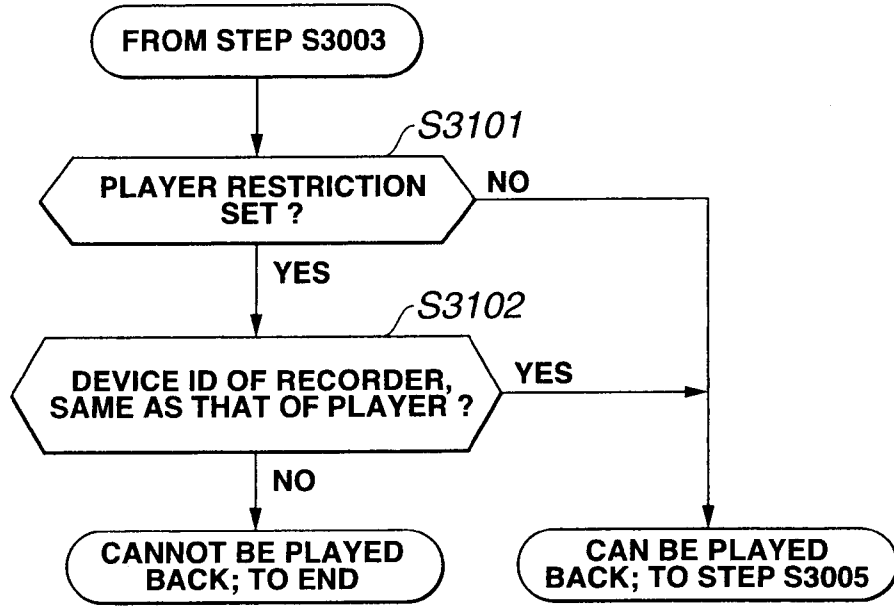 FROM STEP S3003
S3101
PLAYER RESTRICTION
SET ?
NO
YES
S3102
DEVICE ID OF RECORDER,
SAME AS THAT OF PLAYER ?
YES
NO
CANNOT BE PLAYED
BACK; TO END
CAN BE PLAYED
BACK; TO STEP S3005